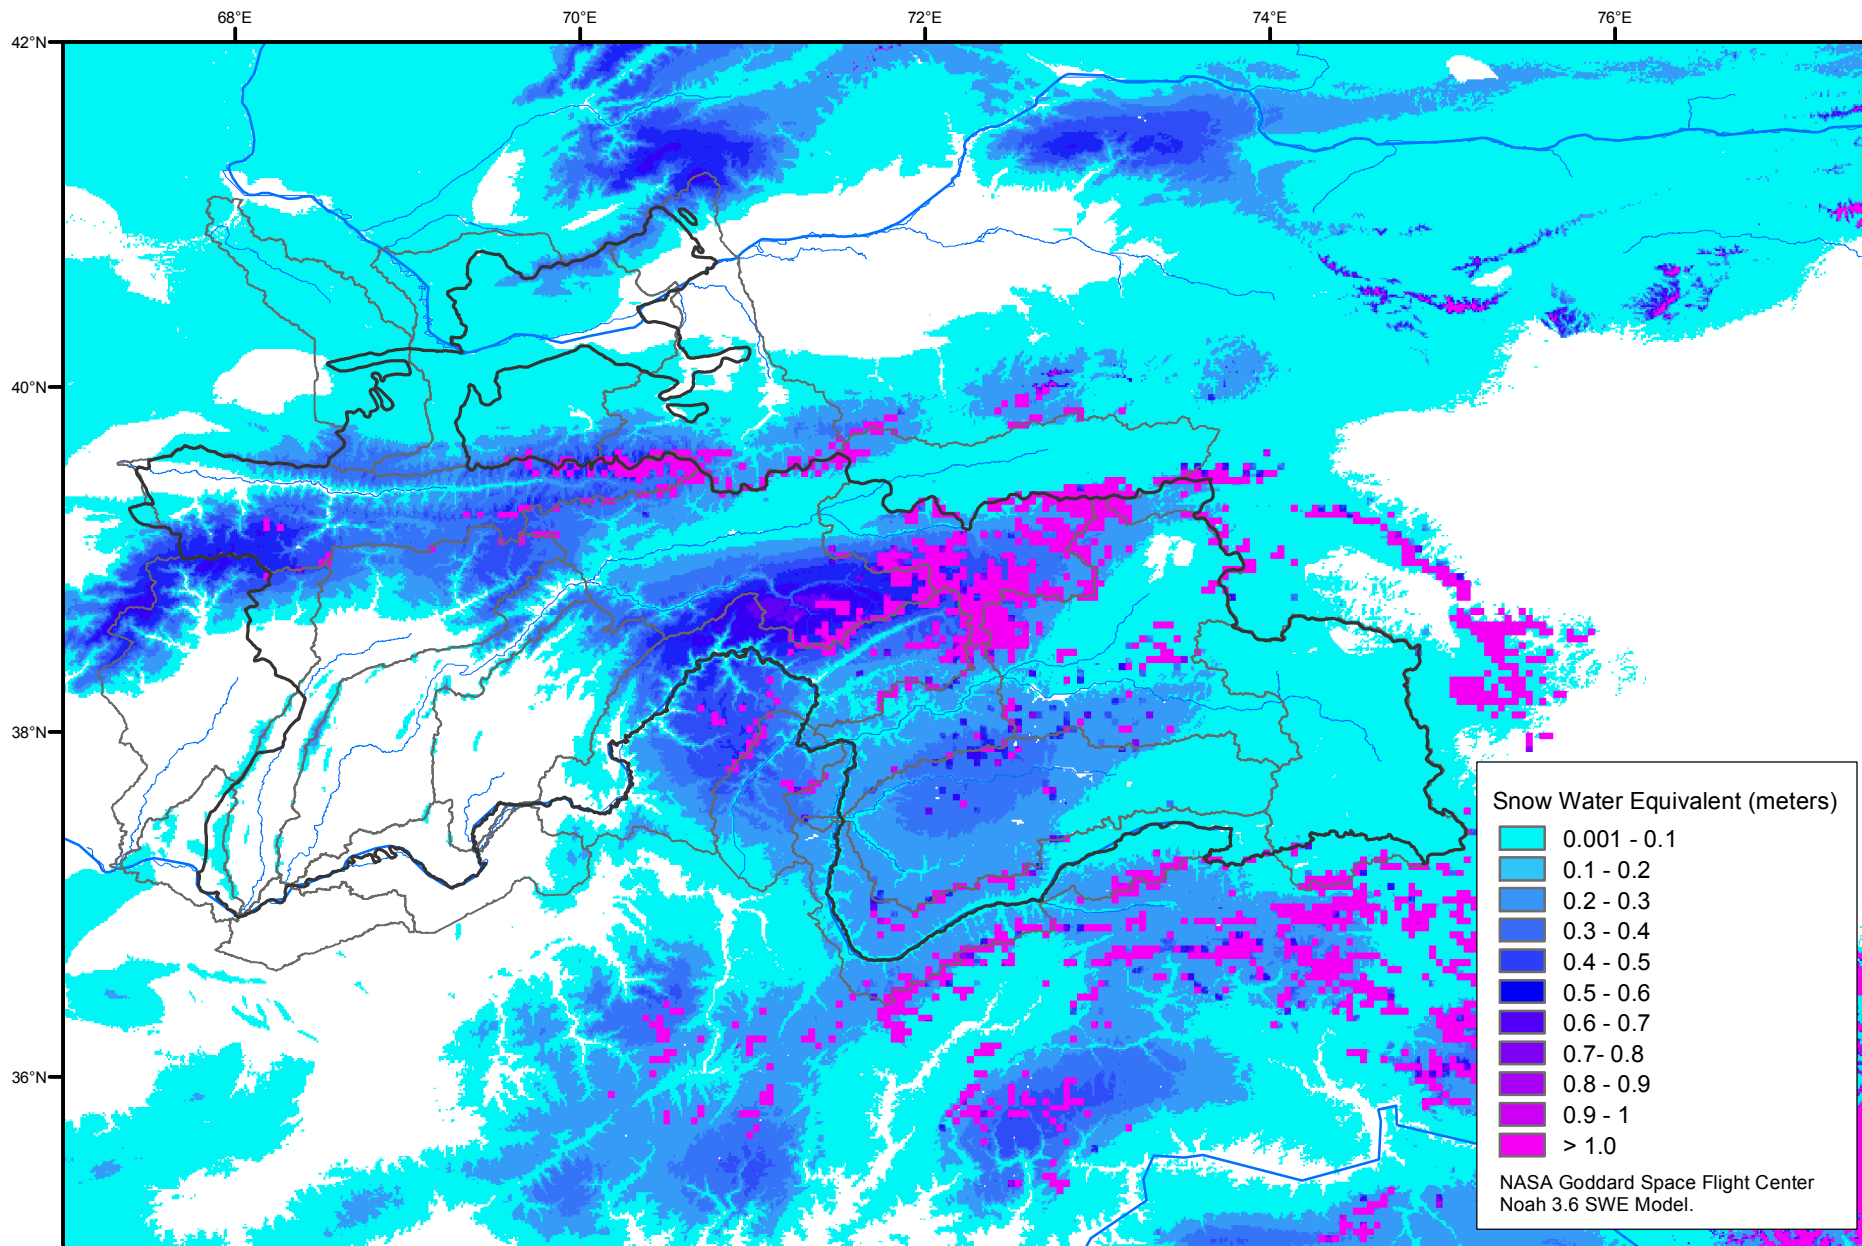 68°E 70°E 72°E 74°E 76°E
42°N
40°N
38°N
36°N
Snow Water Equivalent (meters)
0.001 - 0.1
0.1 - 0.2
0.2 - 0.3
0.3 - 0.4
0.4 - 0.5
0.5 - 0.6
0.6 - 0.7
0.7- 0.8
0.8 - 0.9
0.9 - 1
> 1.0
NASA Goddard Space Flight Center
Noah 3.6 SWE Model.